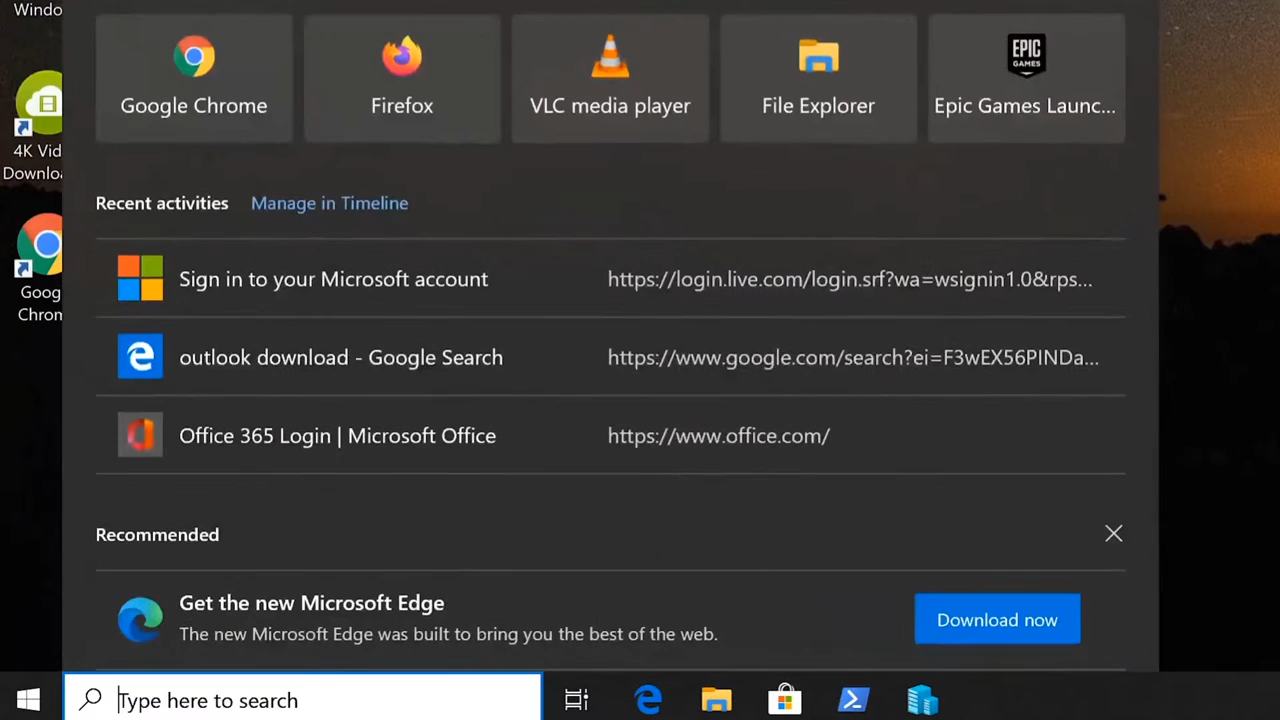 Windo
4K Vid
Downloa
Goog
Chrom
EPIC
GAMES
Google Chrome
Firefox
VLC media player
File Explorer
Epic Games Launc...
Recent activities
Manage in Timeline
Sign in to your Microsoft account
https://login.live.com/login.srf?wa=wsignin1.0&rps...
outlook download - Google Search
https://www.google.com/search?ei=F3wEX56PINDa...
Office 365 Login | Microsoft Office
https://www.office.com/
Recommended
Get the new Microsoft Edge
The new Microsoft Edge was built to bring you the best of the web.
Download now
Type here to search